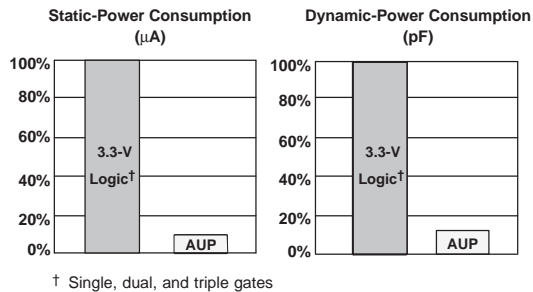 Static-Power Consumption
(μA)
100%
80%
60%
40%
20%
0%
3.3-V
Logic†
AUP
Dynamic-Power Consumption
(pF)
100%
80%
60%
40%
20%
0%
3.3-V
Logic†
AUP
† Single, dual, and triple gates